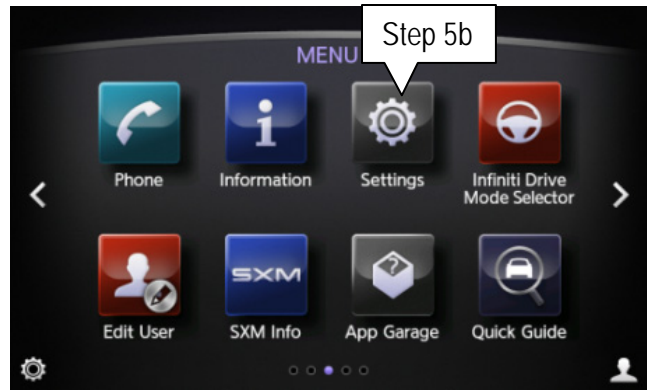 Step 5b
MENU
Phone
Information
Settings
Infiniti Drive
Mode Selector
Edit User
SXM
SXM Info
App Garage
Quick Guide